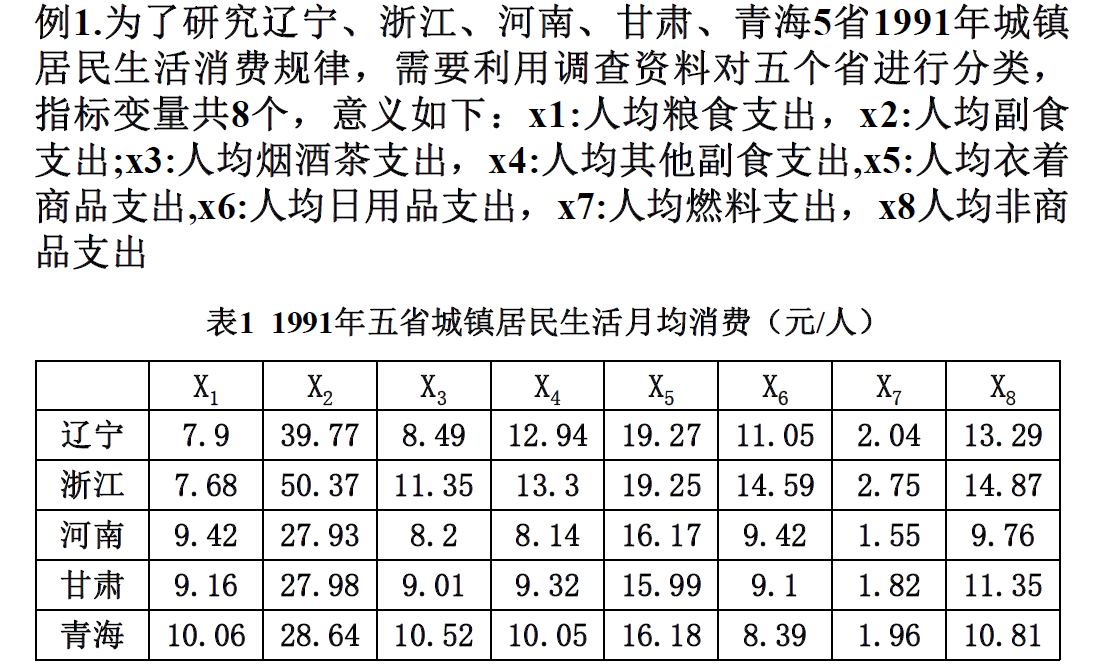 例1.为了研究辽宁、浙江、河南、甘肃、青海5省1991年城镇
居民生活消费规律，需要利用调查资料对五个省进行分类，
指标变量共8个，意义如下：x1:人均粮食支出，x2:人均副食
支出;x3:人均烟酒茶支出，x4:人均其他副食支出,x5:人均衣着
商品支出,x6:人均日用品支出，x7:人均燃料支出，x8人均非商
品支出
表1 1991年五省城镇居民生活月均消费（元/人）
X1 X2 X3 X4 X5 X6 X7 X8
辽宁 7.9 39.77 8.49 12.94 19.27 11.05 2.04 13.29
浙江 7.68 50.37 11.35 13.3 19.25 14.59 2.75 14.87
河南 9.42 27.93 8.2 8.14 16.17 9.42 1.55 9.76
甘肃 9.16 27.98 9.01 9.32 15.99 9.1 1.82 11.35
青海 10.06 28.64 10.52 10.05 16.18 8.39 1.96 10.81